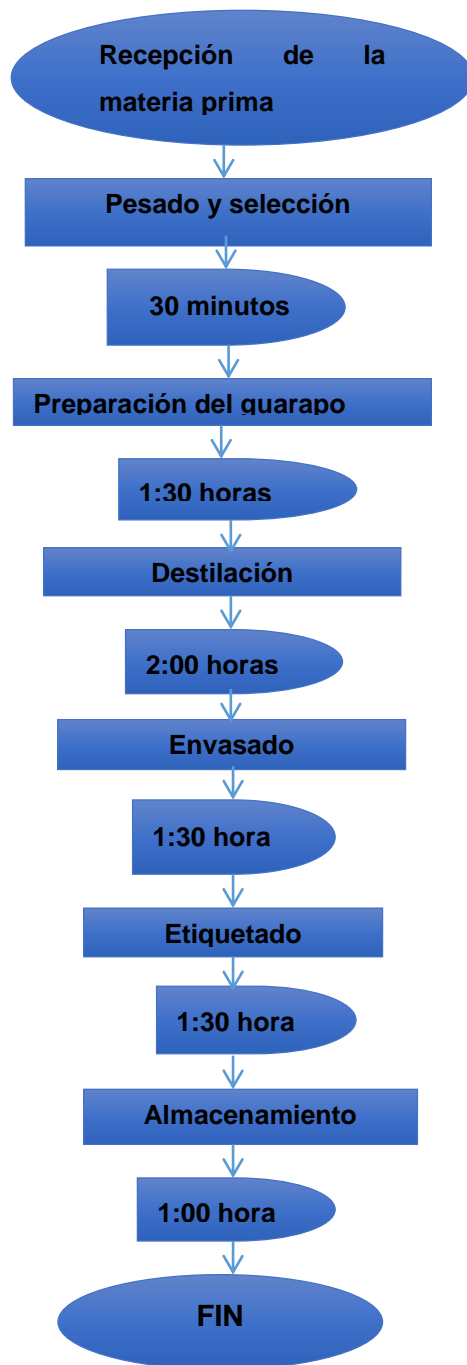 Recepción de la
materia prima
Pesado y selección
30 minutos
Preparación del guarapo
1:30 horas
Destilación
2:00 horas
Envasado
1:30 hora
Etiquetado
1:30 hora
Almacenamiento
1:00 hora
FIN